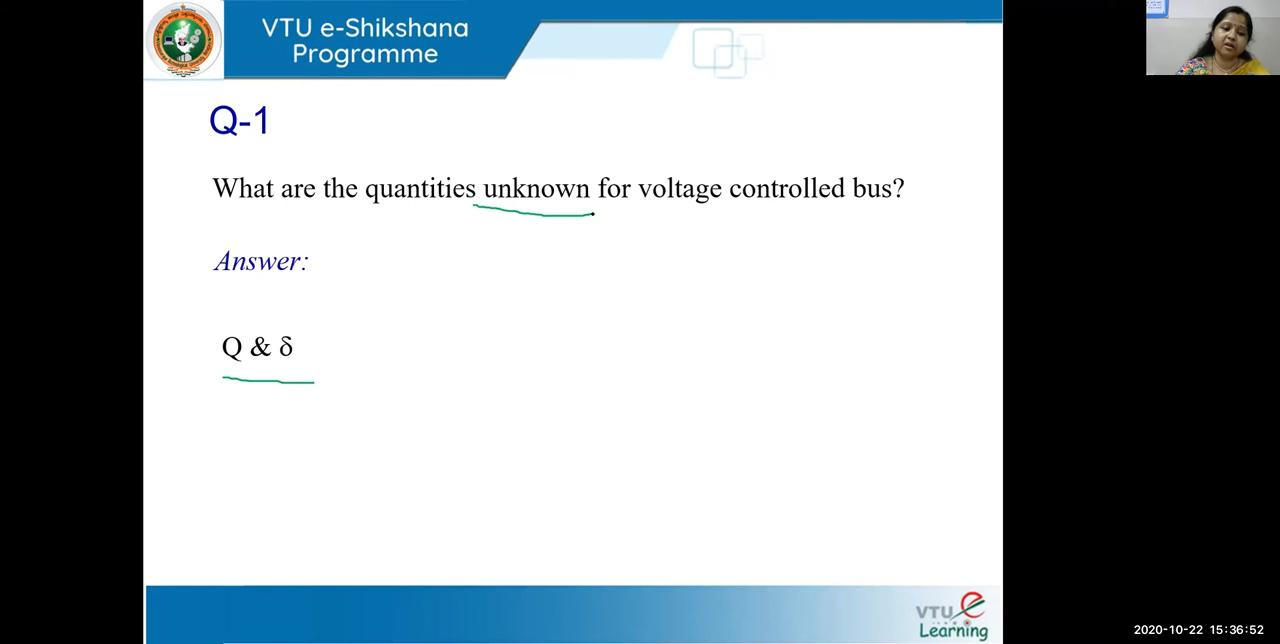 VTU e-Shikshana
Programme
Q-1
What are the quantities unknown for voltage controlled bus?
Answer:
Q & δ
VTU e
Learning
2020-10-22 15:36:52